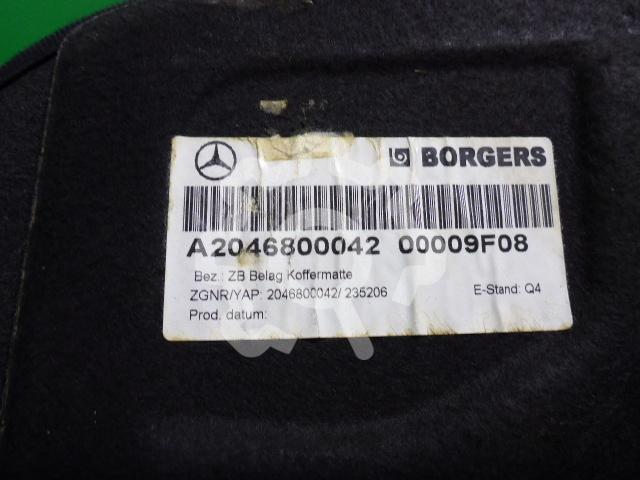 BORGERS
A2046800042 00009F08
Bez.: ZB Belag Koffermatte
ZGNR/YAP: 2046800042/ 235206 E-Stand: Q4
Prod. datum: